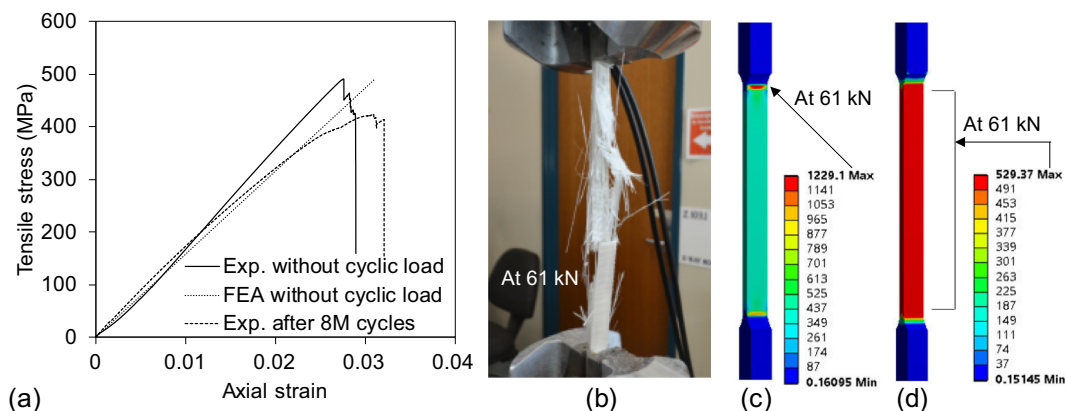 600
500
400
300
200
100
0
Tensile stress (MPa)
Exp. without cyclic load
FEA without cyclic load
Exp. after 8M cycles
0
0.01
0.02
0.03
0.04
Axial strain
(a)
At 61 kN
(b)
At 61 kN
1229.1 Max
1141
1053
965
877
789
701
613
525
437
349
261
174
87
0.16095 Min
(c)
At 61 kN
529.37 Max
491
453
415
377
339
301
263
225
187
149
111
74
37
0.15145 Min
(d)